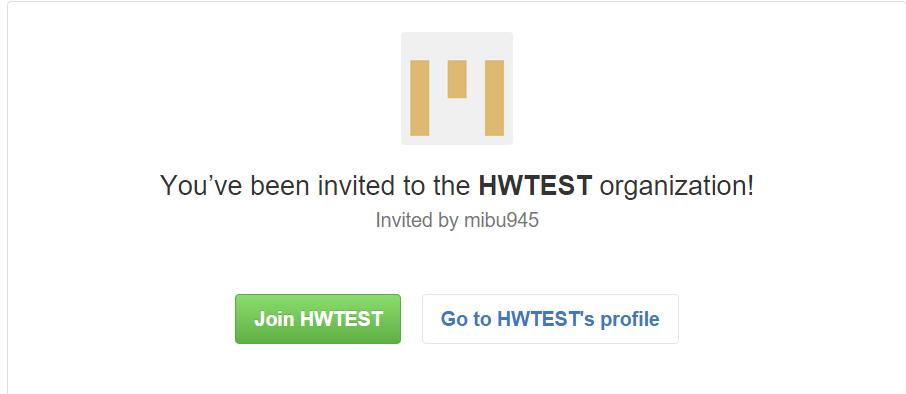 You’ve been invited to the HWTEST organization!
Invited by mibu945
Join HWTEST
Go to HWTEST's profile